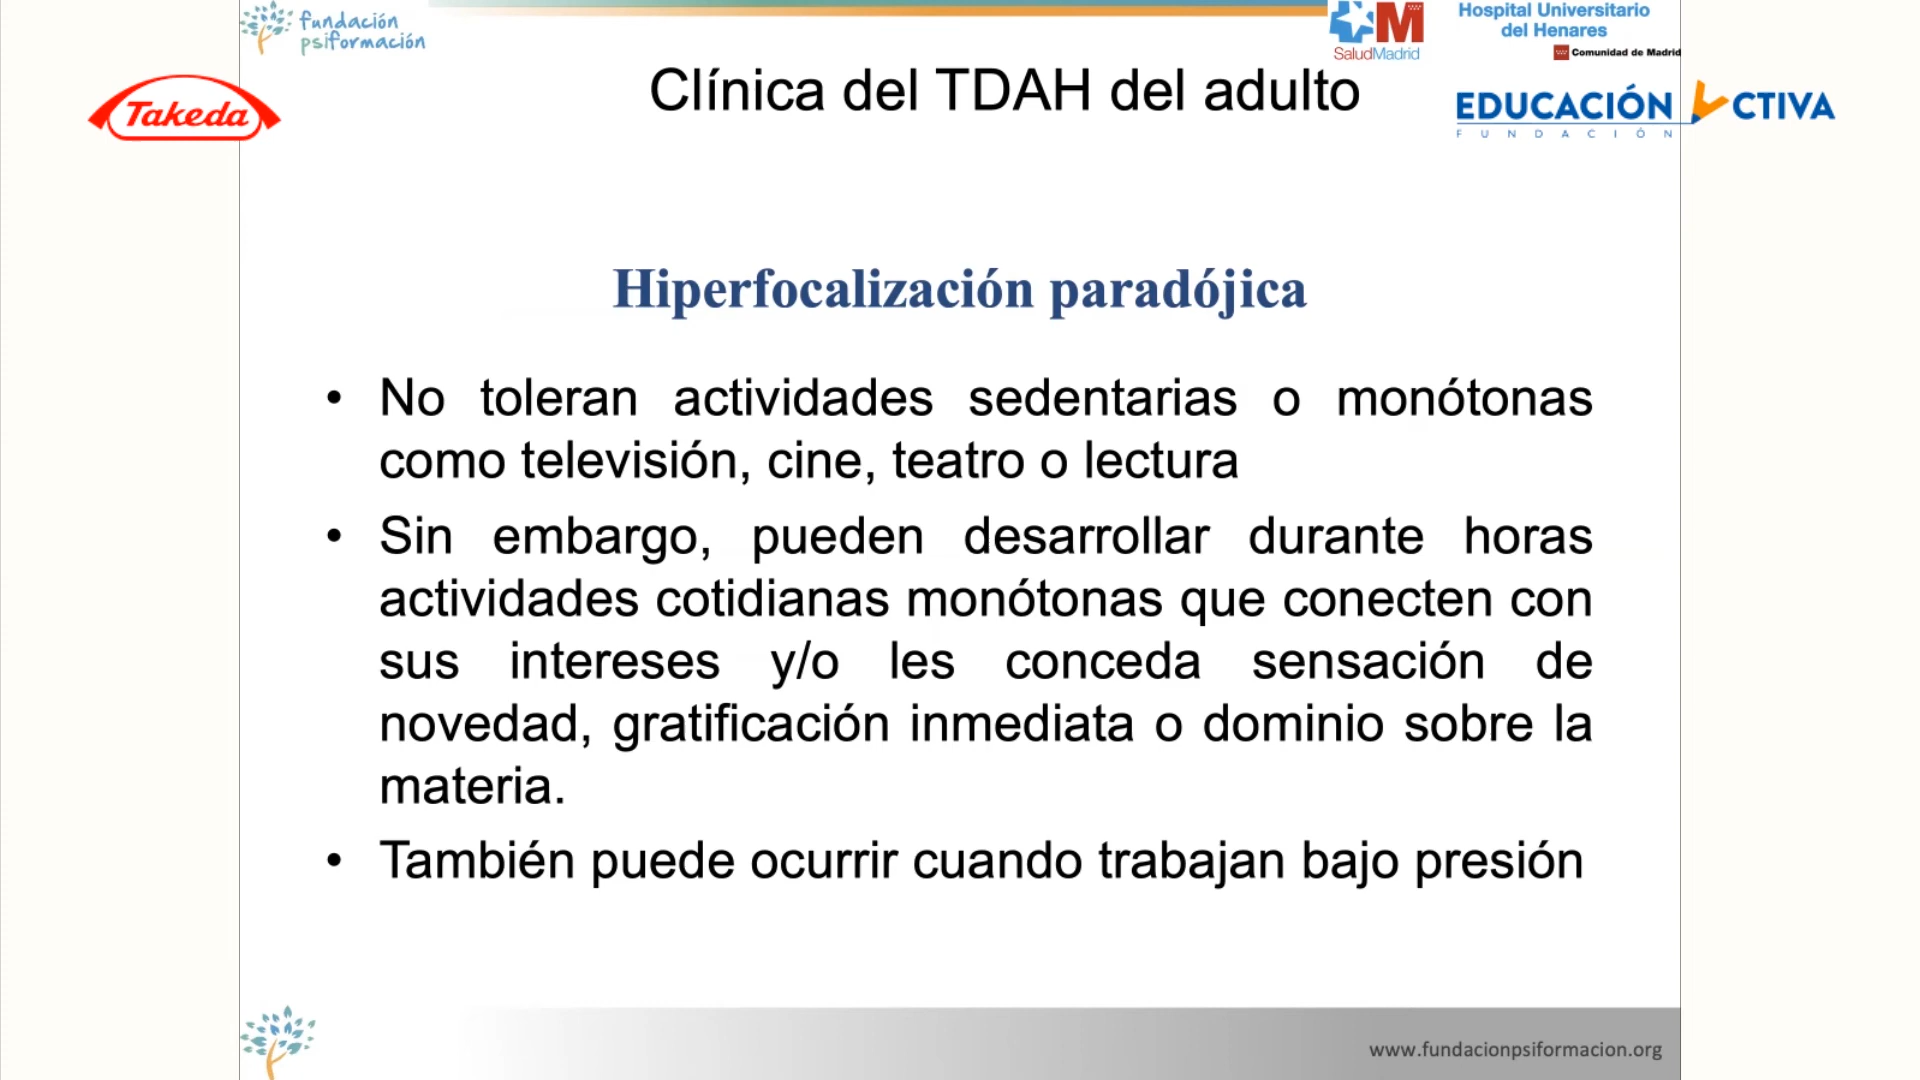 fundación
psiformación
SaludMadrid
Hospital Universitario
del Henares
Comunidad de Madrid
Takeda
Clínica del TDAH del adulto
EDUCACIÓN CTIVA
FUNDACIÓN
Hiperfocalización paradójica
• No toleran actividades sedentarias o monótonas
como televisión, cine, teatro o lectura
• Sin embargo, pueden desarrollar durante horas
actividades cotidianas monótonas que conecten con
sus intereses y/o les conceda sensación de
novedad, gratificación inmediata o dominio sobre la
materia.
• También puede ocurrir cuando trabajan bajo presión
www.fundacionpsiformacion.org